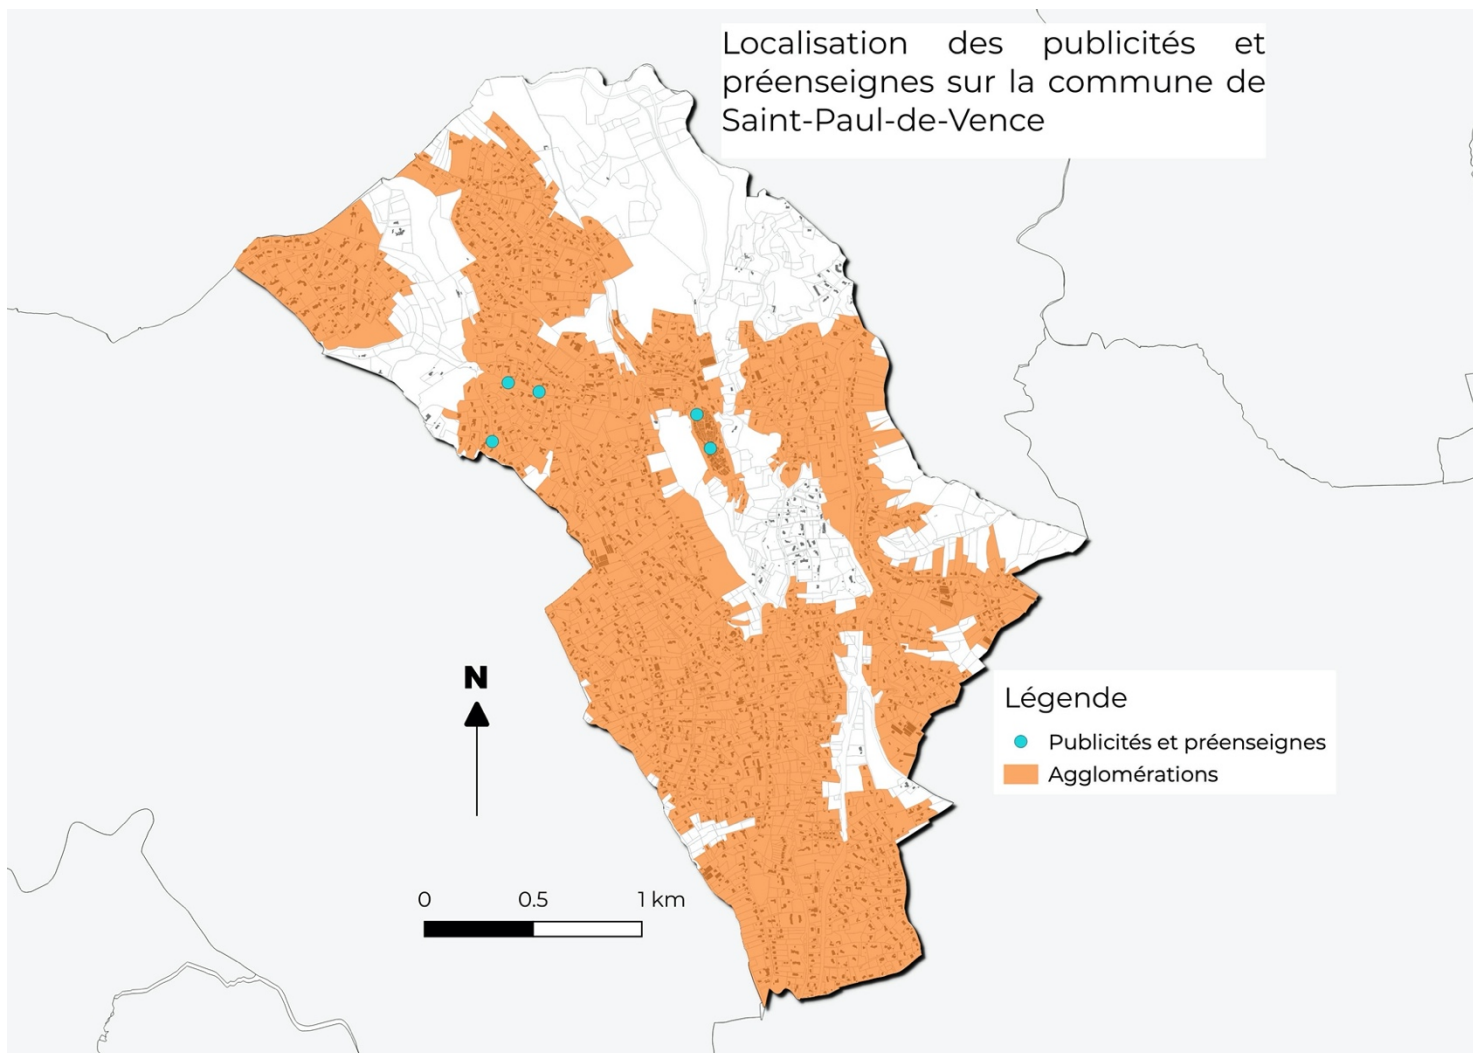 Localisation des publicités et
préenseignes sur la commune de
Saint-Paul-de-Vence
N
Légende
Publicités et préenseignes
Agglomérations
0 0.5 1 km